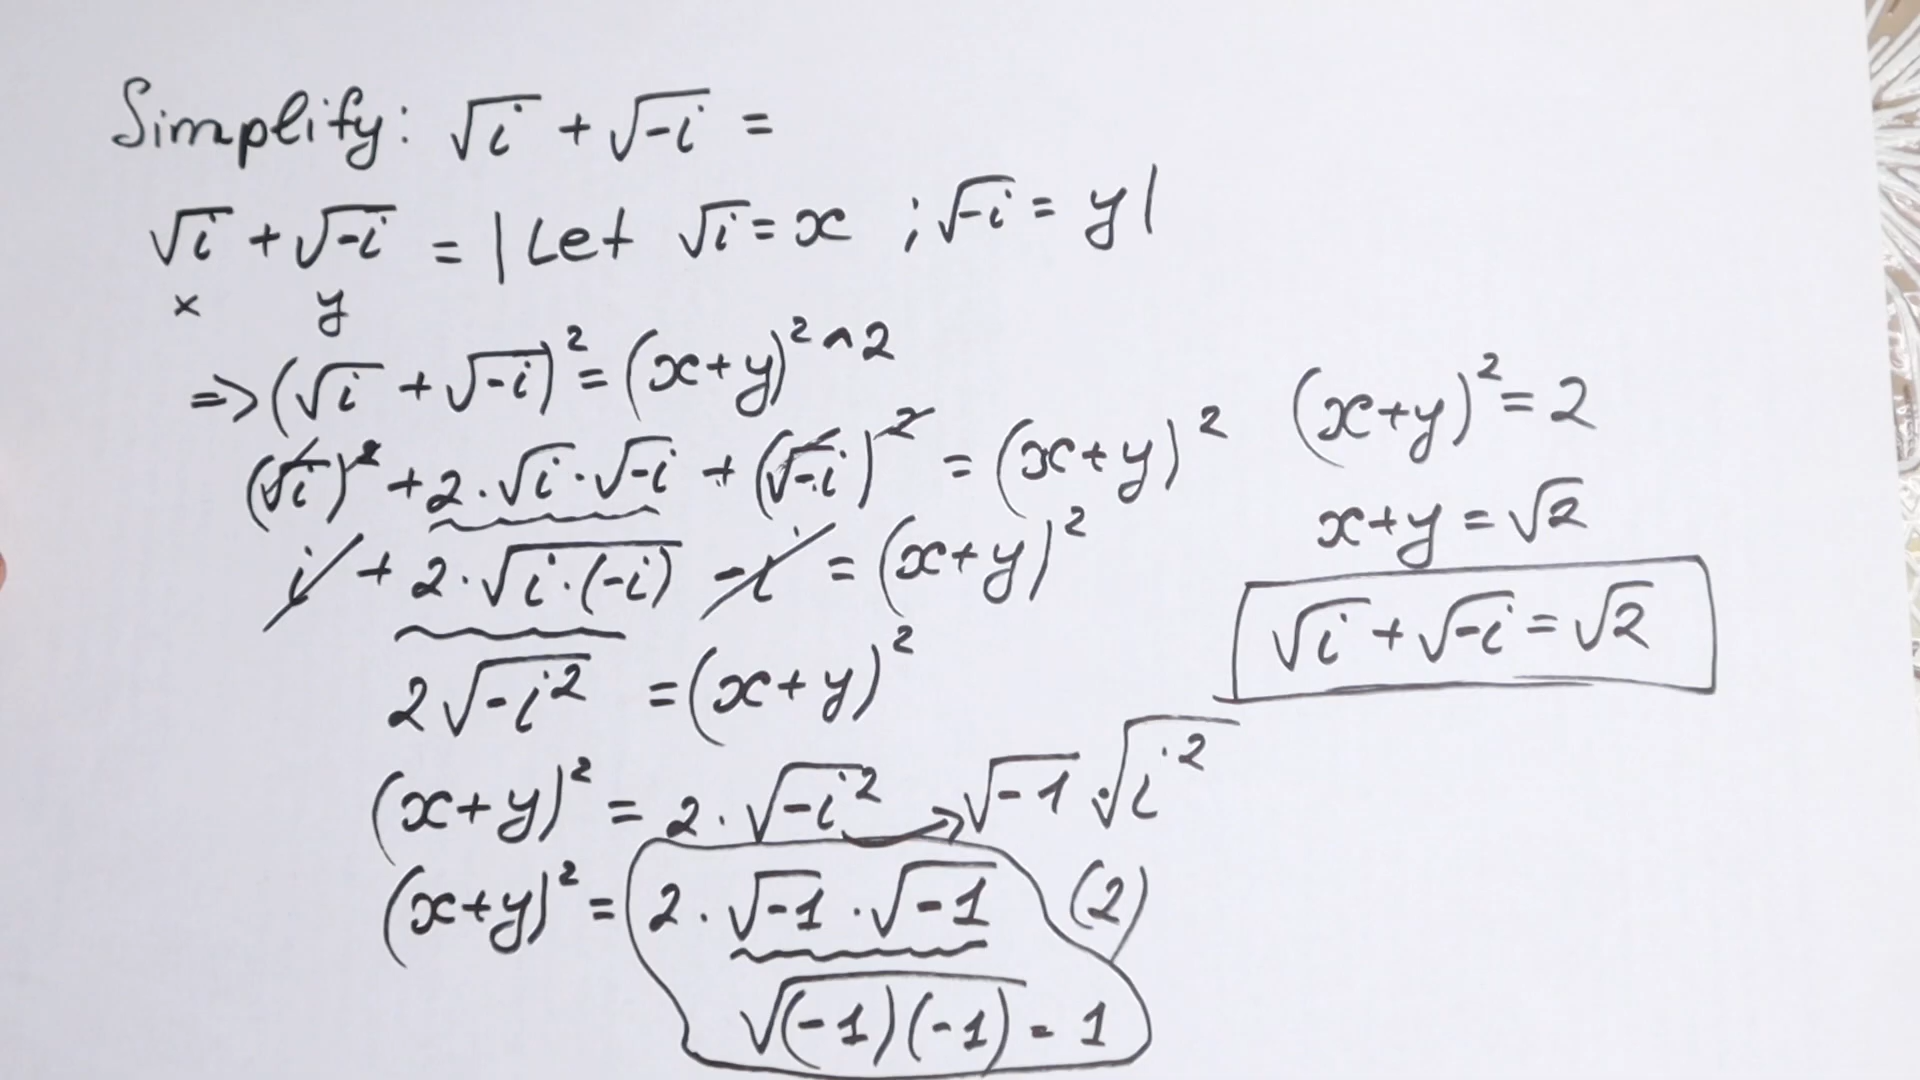 Simplify: √i + √-i =
√i + √-i = | Let √i = x ; √-i = y |
x y
=> (√i + √-i)² = (x+y)² ^2
(√i)² + 2·√i·√-i + (√-i)² = (x+y)²
i + 2·√i·(-i) -i = (x+y)²
2√-i² = (x+y)²
(x+y)² = 2·√-i² → √-1·√i²
(x+y)² = 2·√-1·√-1 (2)
√(-1)(-1) = 1
(x+y)² = 2
x+y = √2
√i + √-i = √2